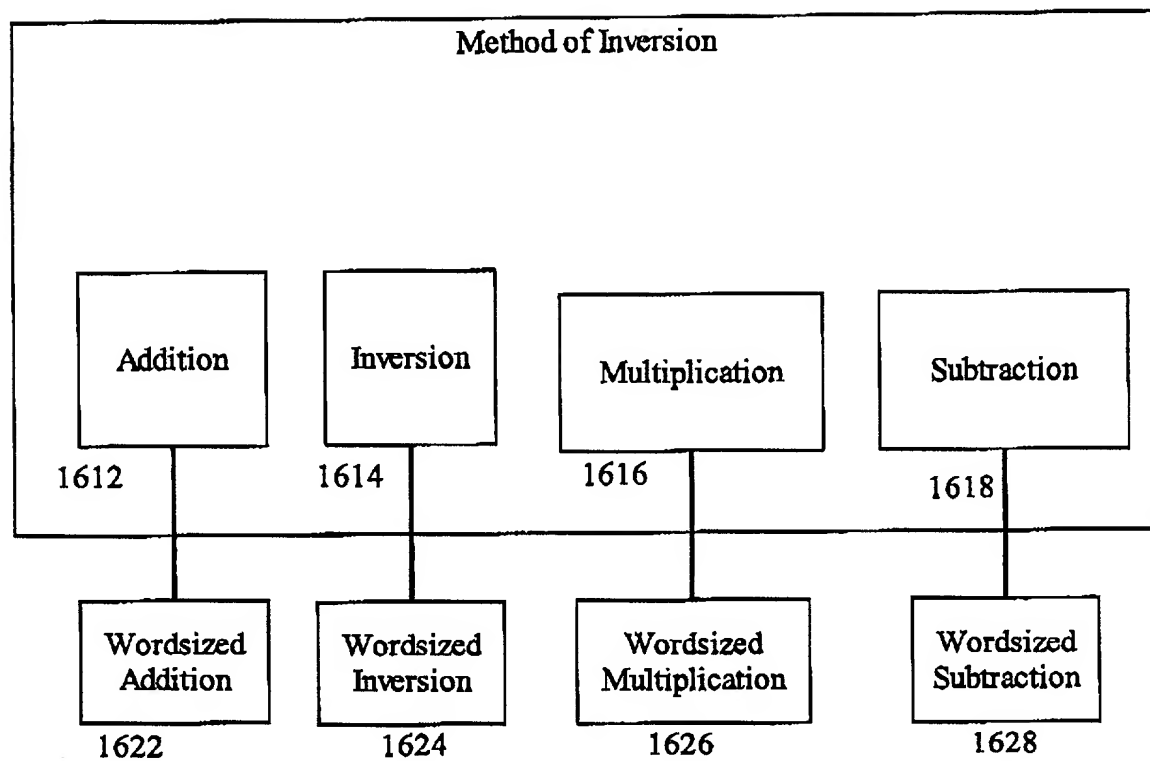 Method of Inversion
Addition
Inversion
Multiplication
Subtraction
1612
1614
1616
1618
Wordsized
Addition
Wordsized
Inversion
Wordsized
Multiplication
Wordsized
Subtraction
1622
1624
1626
1628